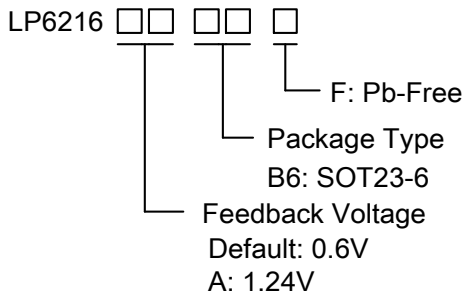 LP6216 □□ □□ □
F: Pb-Free
Package Type
B6: SOT23-6
Feedback Voltage
Default: 0.6V
A: 1.24V